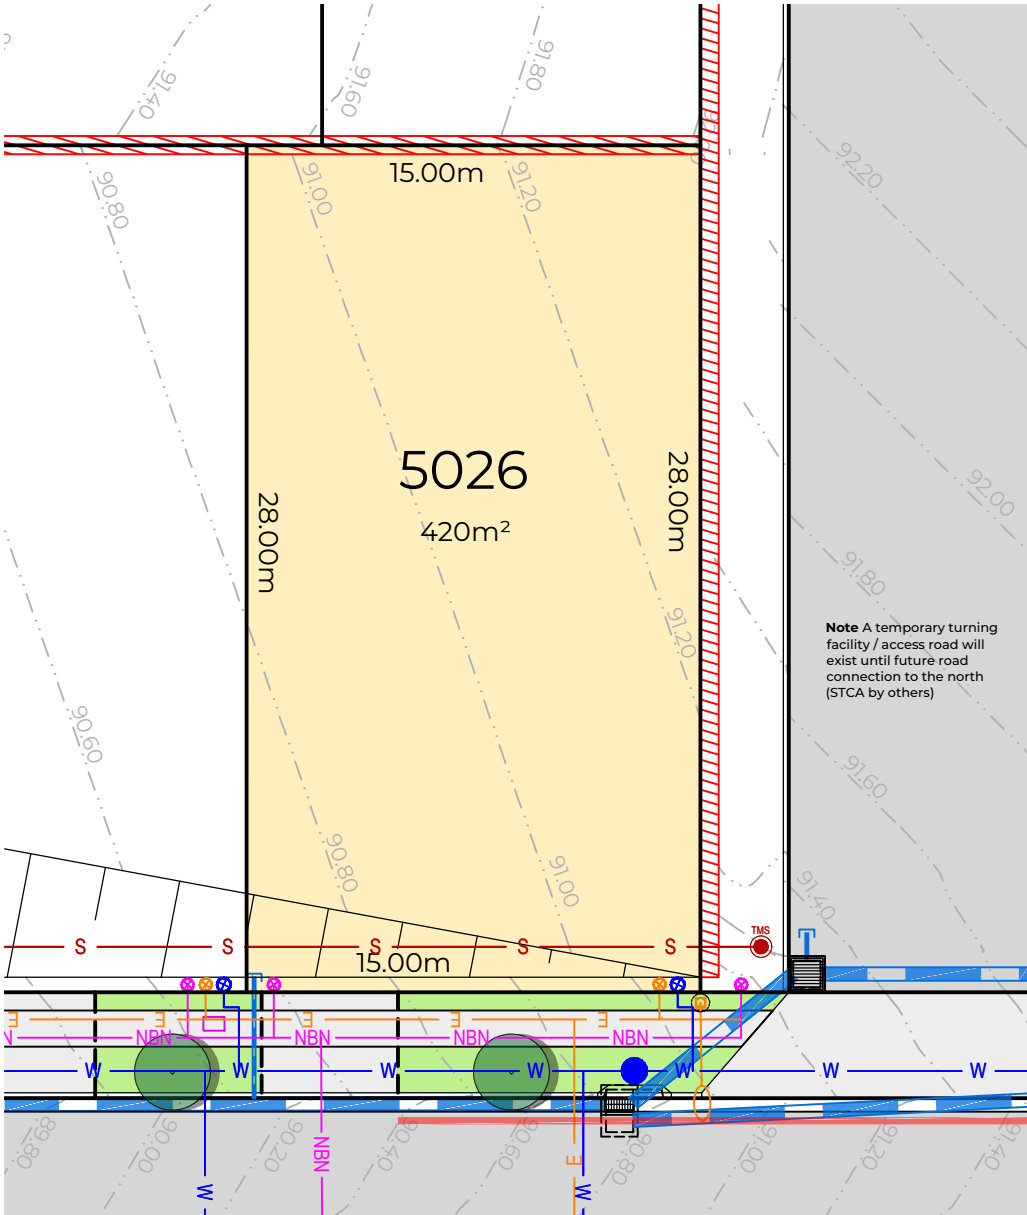 91.40
91.60
91.80
15.00m
92.20
90.80
91.00
91.20
5026
420m²
28.00m
28.00m
92.00
91.80
91.20
Note A temporary turning
facility / access road will
exist until future road
connection to the north
(STCA by others)
90.60
91.60
90.80
91.00
91.40
TMS
S
S
S
S
S
15.00m
T
E
E
E
E
E
NBN
NBN
NBN
NBN
W
W
W
W
W
W
W
89.80
90.00
90.20
NBN
90.40
90.60
E
90.80
91.00
91.20
91.40
W
W